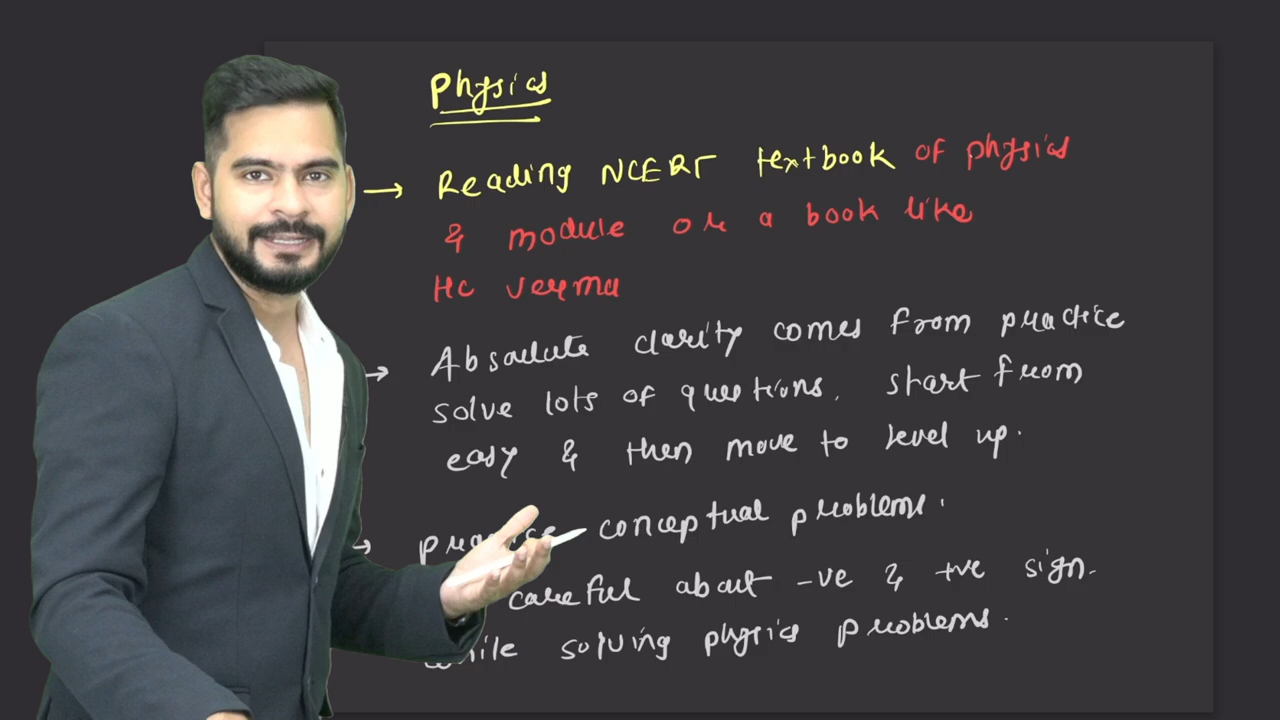 Physics
→ Reading NCERT textbook of physics
& module or a book like
HC verma
→ Absolute clarity comes from practice
solve lots of questions. start from
easy & then move to level up.
→ conceptual problems.
careful about -ve & +ve sign.
while solving physics problems.